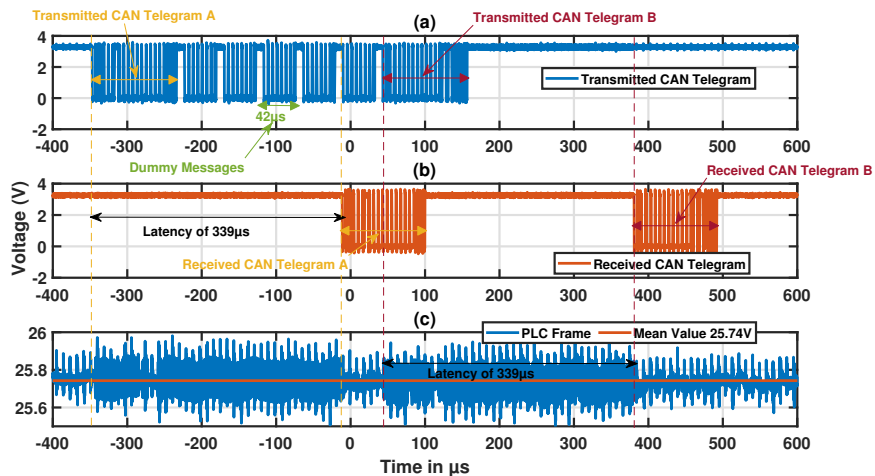 Transmitted CAN Telegram A
(a)
Transmitted CAN Telegram B
4
2
0
-2
Transmitted CAN Telegram
42µs
-400 -300 -200 -100 0 100 200 300 400 500 600
Dummy Messages
(b)
Received CAN Telegram B
Voltage (V)
4
2
0
-2
Latency of 339µs
Received CAN Telegram A
Received CAN Telegram
-400 -300 -200 -100 0 100 200 300 400 500 600
(c)
26
25.8
25.6
PLC Frame
Mean Value 25.74V
Latency of 339µs
-400 -300 -200 -100 0 100 200 300 400 500 600
Time in µs